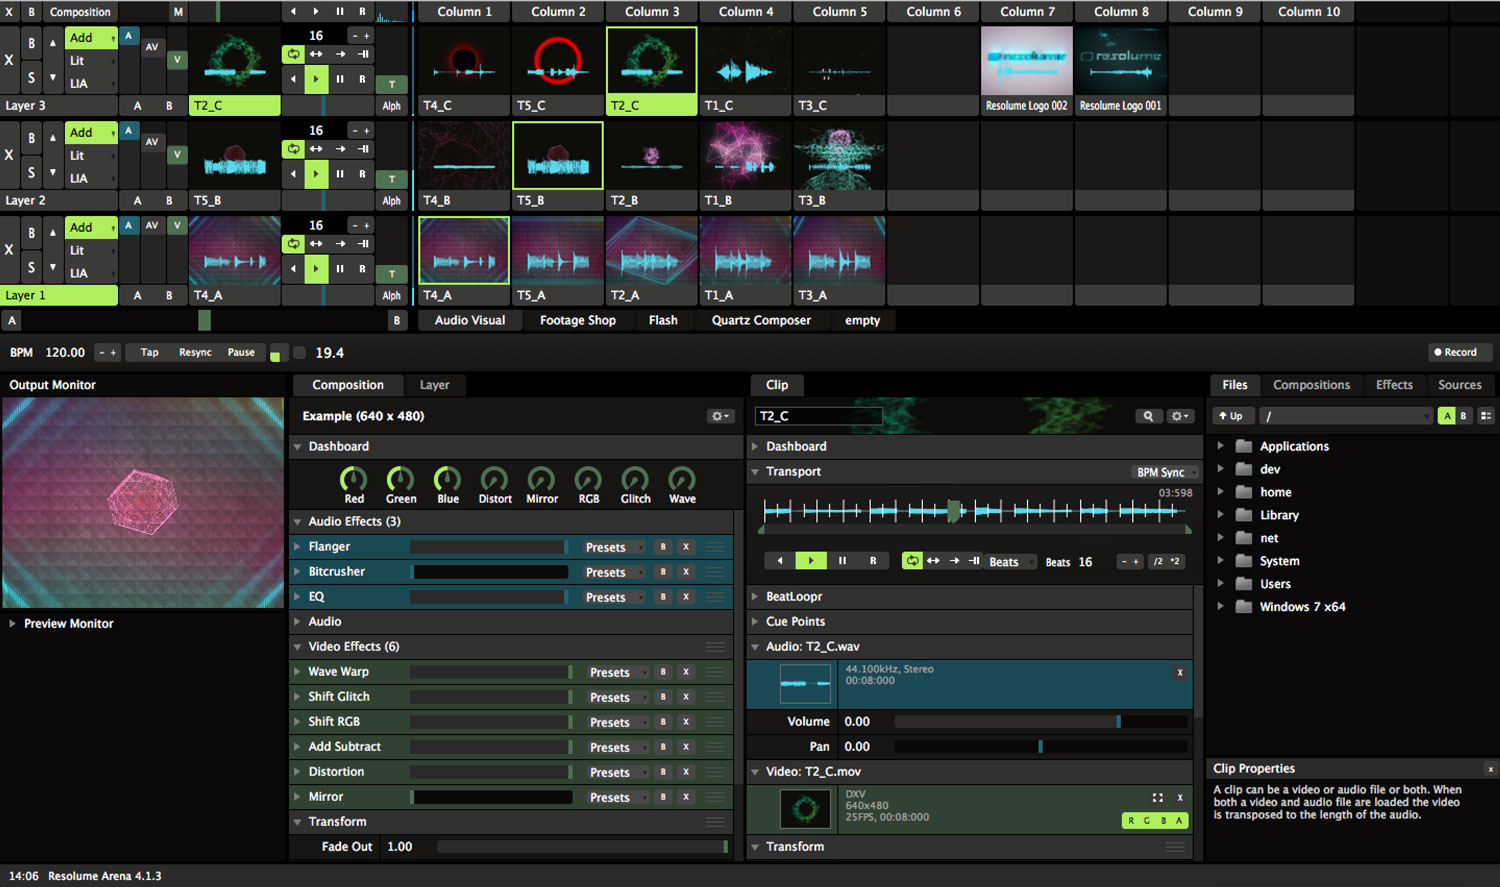 X B Composition M R Column 1 Column 2 Column 3 Column 4 Column 5 Column 6 Column 7 Column 8 Column 9 Column 10
X B S Add Lit LIA A AV V 16 - + R T
resolume resolume
Layer 3 A B T2_C Alph T4_C T5_C T2_C T1_C T3_C Resolume Logo 002 Resolume Logo 001
X B S Add Lit LIA A AV V 16 - + R T
Layer 2 A B T5_B Alph T4_B T5_B T2_B T1_B T3_B
X B S Add Lit LIA A AV V 16 - + R T
Layer 1 A B T4_A Alph T4_A T5_A T2_A T1_A T3_A
A B Audio Visual Footage Shop Flash Quartz Composer empty
BPM 120.00 - + Tap Resync Pause 19.4 Record
Output Monitor
Preview Monitor
Composition Layer
Example (640 x 480)
Dashboard
Red Green Blue Distort Mirror RGB Glitch Wave
Audio Effects (3)
Flanger Presets B X
Bitcrusher Presets B X
EQ Presets B X
Audio
Video Effects (6)
Wave Warp Presets B X
Shift Glitch Presets B X
Shift RGB Presets B X
Add Subtract Presets B X
Distortion Presets B X
Mirror Presets B X
Transform
Fade Out 1.00
Clip
T2_C
Dashboard
Transport BPM Sync
03:598
R Beats Beats 16 - + /2 *2
BeatLoopr
Cue Points
Audio: T2_C.wav
44.100kHz, Stereo X
00:08:000
Volume 0.00
Pan 0.00
Video: T2_C.mov
DXV X
640x480
25FPS, 00:08:000 R G B A
Transform
Files Compositions Effects Sources
Up / A B
Applications
dev
home
Library
net
System
Users
Windows 7 x64
Clip Properties x
A clip can be a video or audio file or both. When
both a video and audio file are loaded the video
is transposed to the length of the audio.
14:06 Resolume Arena 4.1.3